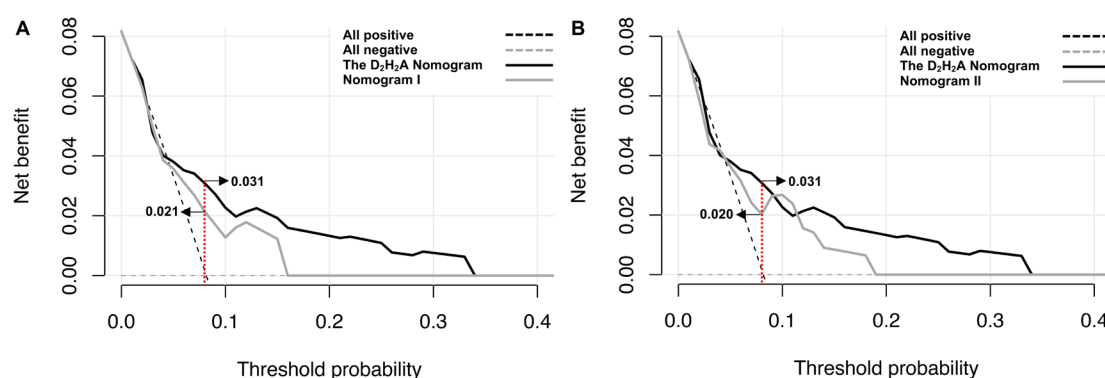 A
All positive
All negative
The D₂H₂A Nomogram
Nomogram I
Net benefit
0.08
0.06
0.04
0.02
0.00
0.031
0.021
0.0 0.1 0.2 0.3 0.4
Threshold probability
B
All positive
All negative
The D₂H₂A Nomogram
Nomogram II
Net benefit
0.08
0.06
0.04
0.02
0.00
0.031
0.020
0.0 0.1 0.2 0.3 0.4
Threshold probability